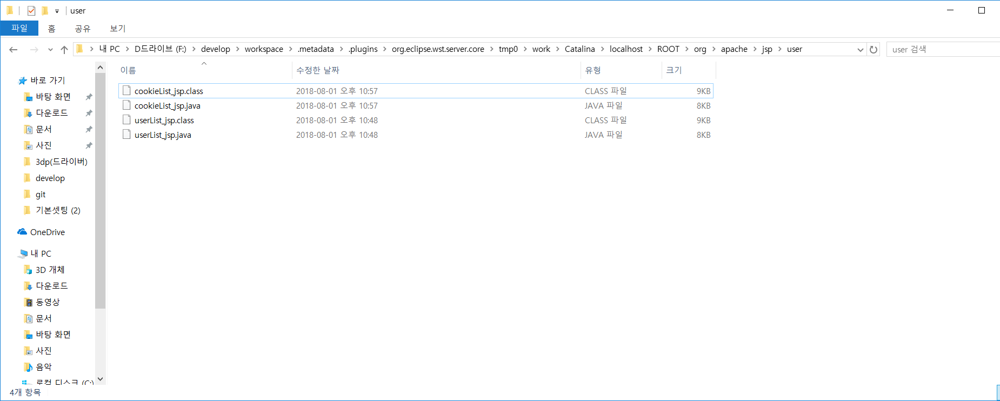 user
파일 홈 공유 보기
내 PC D드라이브 (F:) develop workspace .metadata .plugins org.eclipse.wst.server.core tmp0 work Catalina localhost ROOT org apache jsp user
user 검색
바로 가기
바탕 화면
다운로드
문서
사진
3dp(드라이버)
develop
git
기본셋팅 (2)
OneDrive
내 PC
3D 개체
다운로드
동영상
문서
바탕 화면
사진
음악
로컬 디스크 (C:)
이름 수정한 날짜 유형 크기
cookieList_jsp.class 2018-08-01 오후 10:57 CLASS 파일 9KB
cookieList_jsp.java 2018-08-01 오후 10:57 JAVA 파일 8KB
userList_jsp.class 2018-08-01 오후 10:48 CLASS 파일 9KB
userList_jsp.java 2018-08-01 오후 10:48 JAVA 파일 8KB
4개 항목